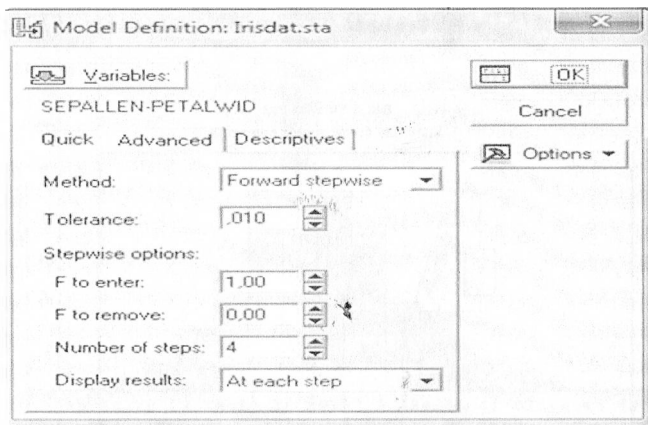 Model Definition: Irisdat.sta
Variables:
OK
SEPALLEN-PETALWID
Cancel
Quick Advanced Descriptives
Options
Method: Forward stepwise
Tolerance: ,010
Stepwise options:
F to enter: 1,00
F to remove: 0,00
Number of steps: 4
Display results: At each step